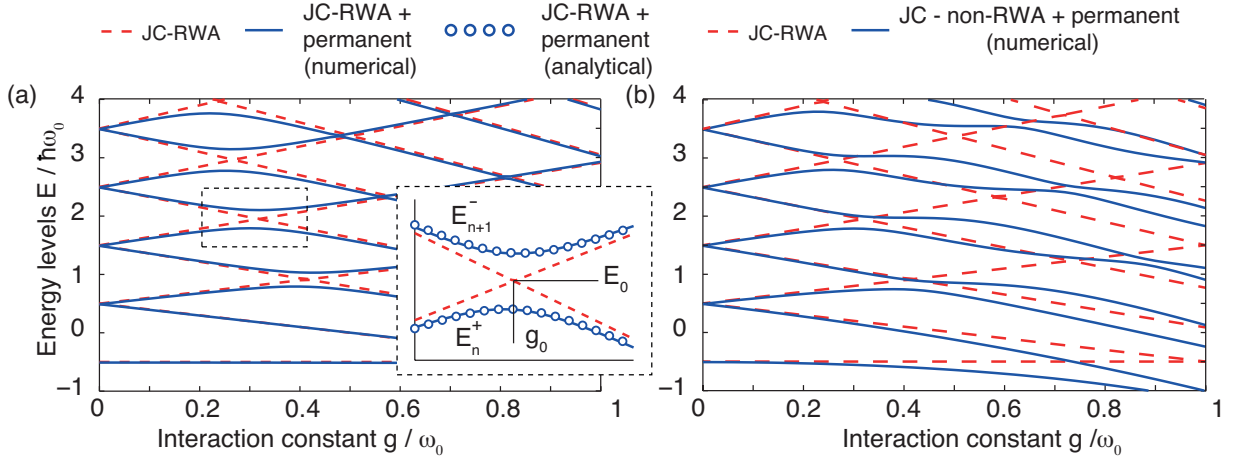 JC-RWA
JC-RWA +
permanent
(numerical)
JC-RWA +
permanent
(analytical)
JC-RWA
JC - non-RWA + permanent
(numerical)
(a)
(b)
Energy levels E / ħω₀
4
3
2
1
0
−1
0
0.2
0.4
0.6
0.8
1
Interaction constant g / ω₀
E⁻ₙ₊₁
E₀
E⁺ₙ
g₀
4
3
2
1
0
−1
0
0.2
0.4
0.6
0.8
1
Interaction constant g /ω₀